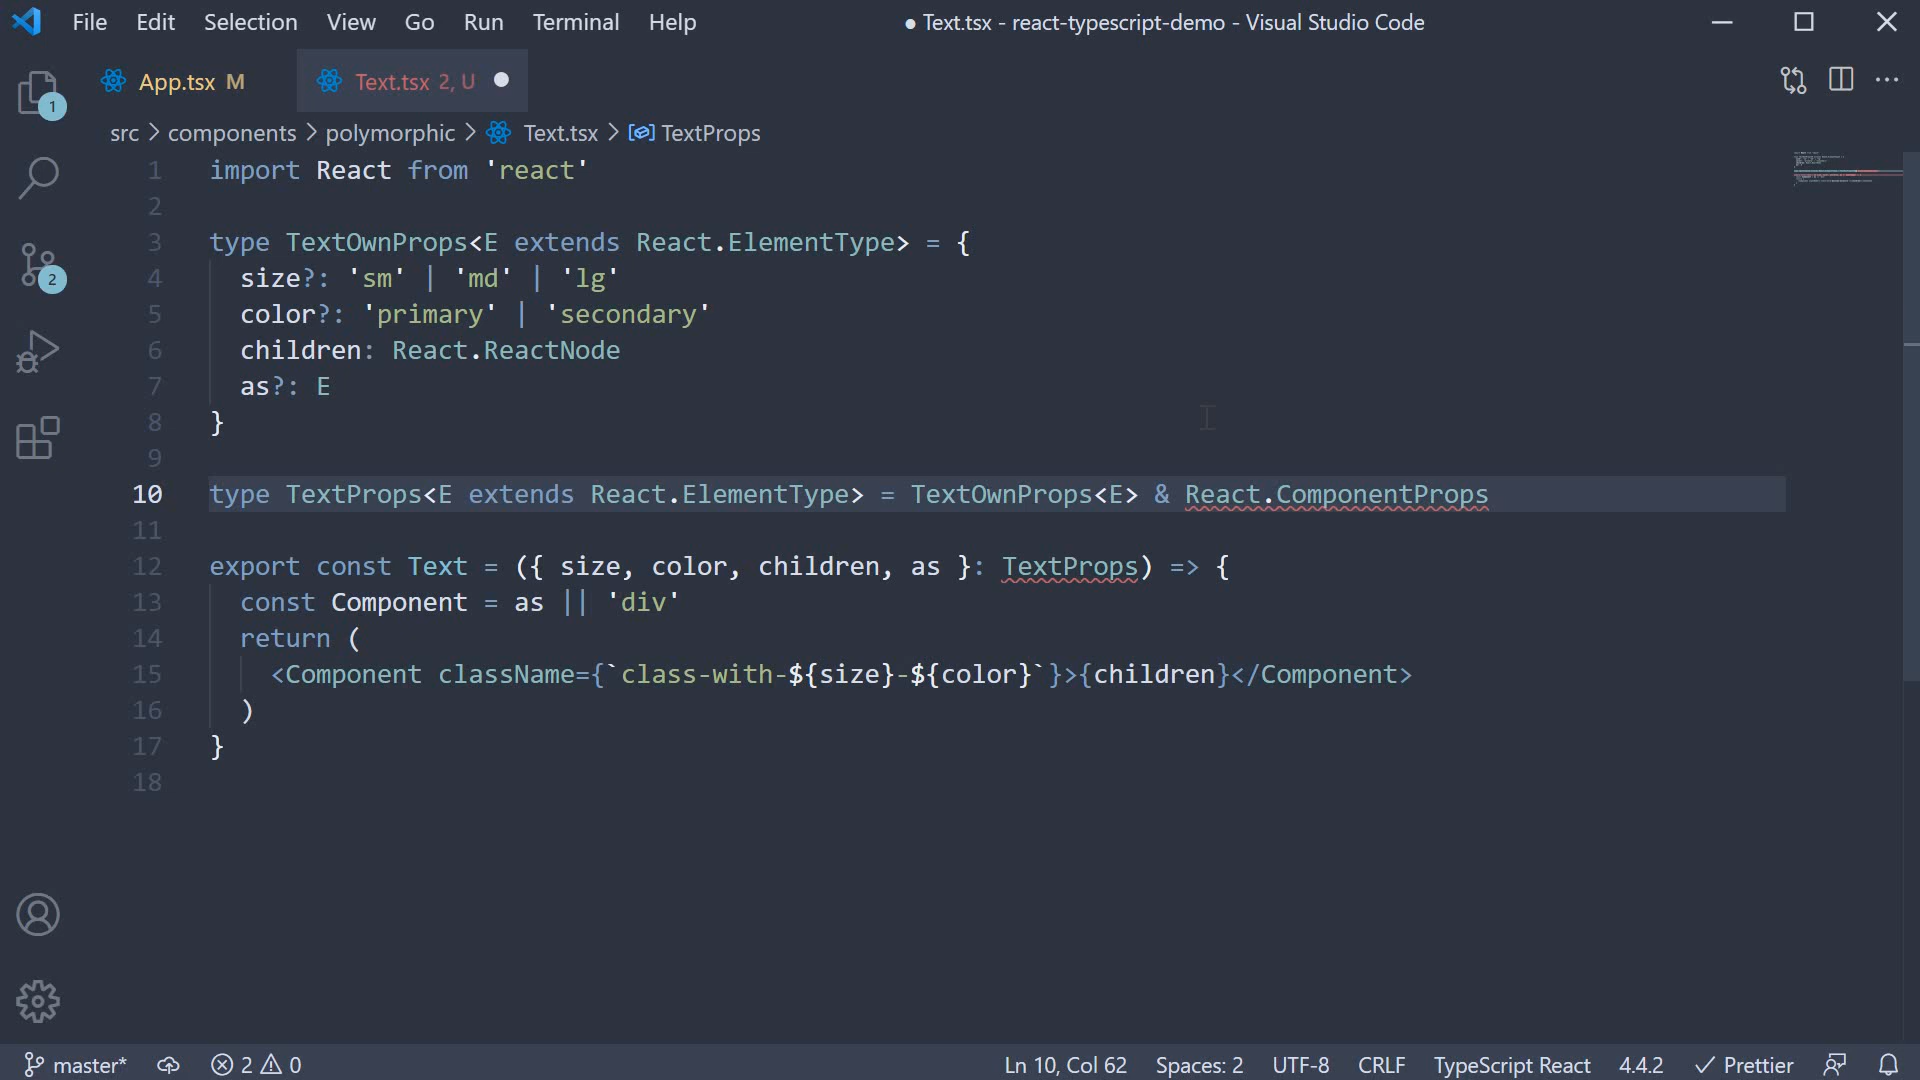 File Edit Selection View Go Run Terminal Help ● Text.tsx - react-typescript-demo - Visual Studio Code
1
2
App.tsx M
Text.tsx 2, U
src > components > polymorphic > Text.tsx > TextProps
1 import React from 'react'
2
3 type TextOwnProps<E extends React.ElementType> = {
4 size?: 'sm' | 'md' | 'lg'
5 color?: 'primary' | 'secondary'
6 children: React.ReactNode
7 as?: E
8 }
9
10 type TextProps<E extends React.ElementType> = TextOwnProps<E> & React.ComponentProps
11
12 export const Text = ({ size, color, children, as }: TextProps) => {
13 const Component = as || 'div'
14 return (
15 <Component className={`class-with-${size}-${color}`}>{children}</Component>
16 )
17 }
18
master* 2 0 Ln 10, Col 62 Spaces: 2 UTF-8 CRLF TypeScript React 4.4.2 Prettier